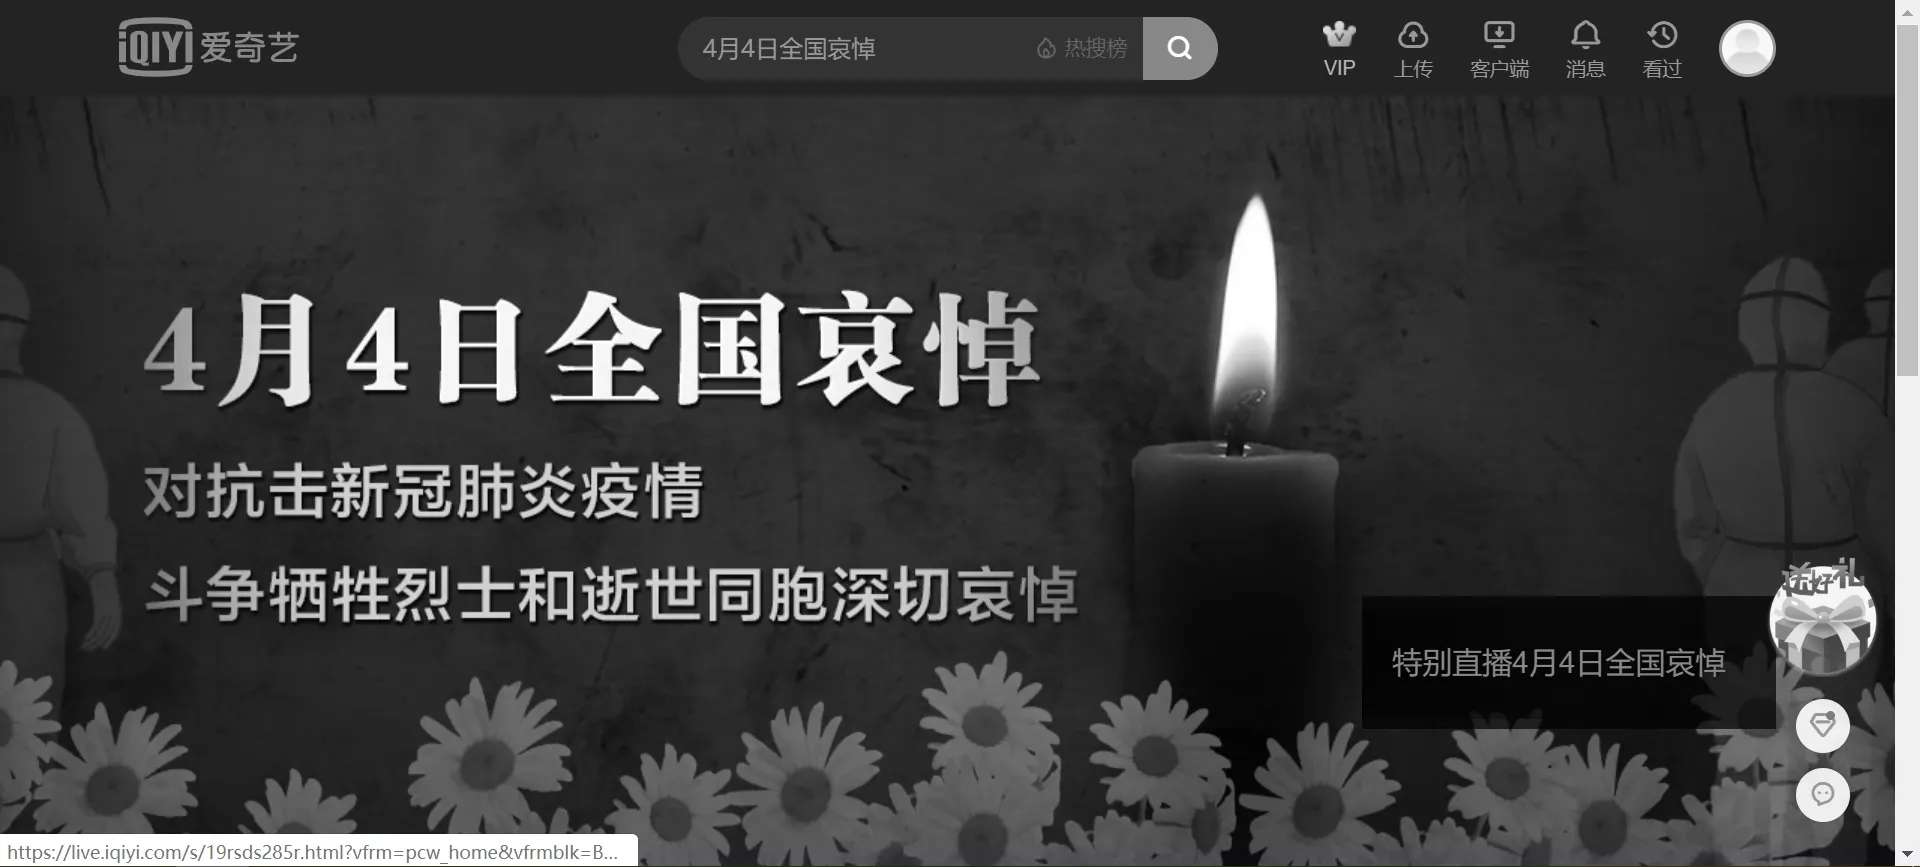 iQIYI 爱奇艺
4月4日全国哀悼
热搜榜
VIP
上传
客户端
消息
看过
4月4日全国哀悼
对抗击新冠肺炎疫情
斗争牺牲烈士和逝世同胞深切哀悼
送好礼
特别直播4月4日全国哀悼
https://live.iqiyi.com/s/19rsds285r.html?vfrm=pcw_home&vfrmblk=B...